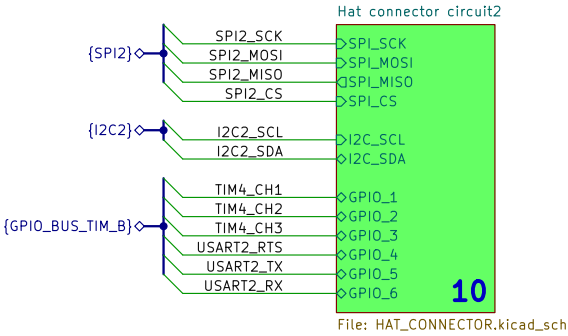 Hat connector circuit2
{SPI2}
SPI2_SCK SPI_SCK
SPI2_MOSI SPI_MOSI
SPI2_MISO SPI_MISO
SPI2_CS SPI_CS
{I2C2}
I2C2_SCL I2C_SCL
I2C2_SDA I2C_SDA
{GPIO_BUS_TIM_B}
TIM4_CH1 GPIO_1
TIM4_CH2 GPIO_2
TIM4_CH3 GPIO_3
USART2_RTS GPIO_4
USART2_TX GPIO_5
USART2_RX GPIO_6
10
File: HAT_CONNECTOR.kicad_sch